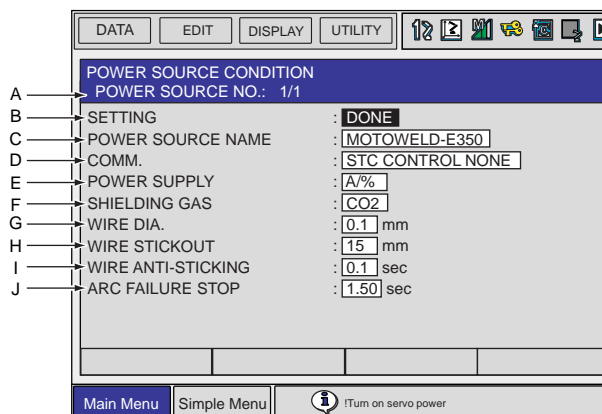 DATA EDIT DISPLAY UTILITY
POWER SOURCE CONDITION
A POWER SOURCE NO.: 1/1
B SETTING : DONE
C POWER SOURCE NAME : MOTOWELD-E350
D COMM. : STC CONTROL NONE
E POWER SUPPLY : A/%
F SHIELDING GAS : CO2
G WIRE DIA. : 0.1 mm
H WIRE STICKOUT : 15 mm
I WIRE ANTI-STICKING : 0.1 sec
J ARC FAILURE STOP : 1.50 sec
Main Menu Simple Menu !Turn on servo power